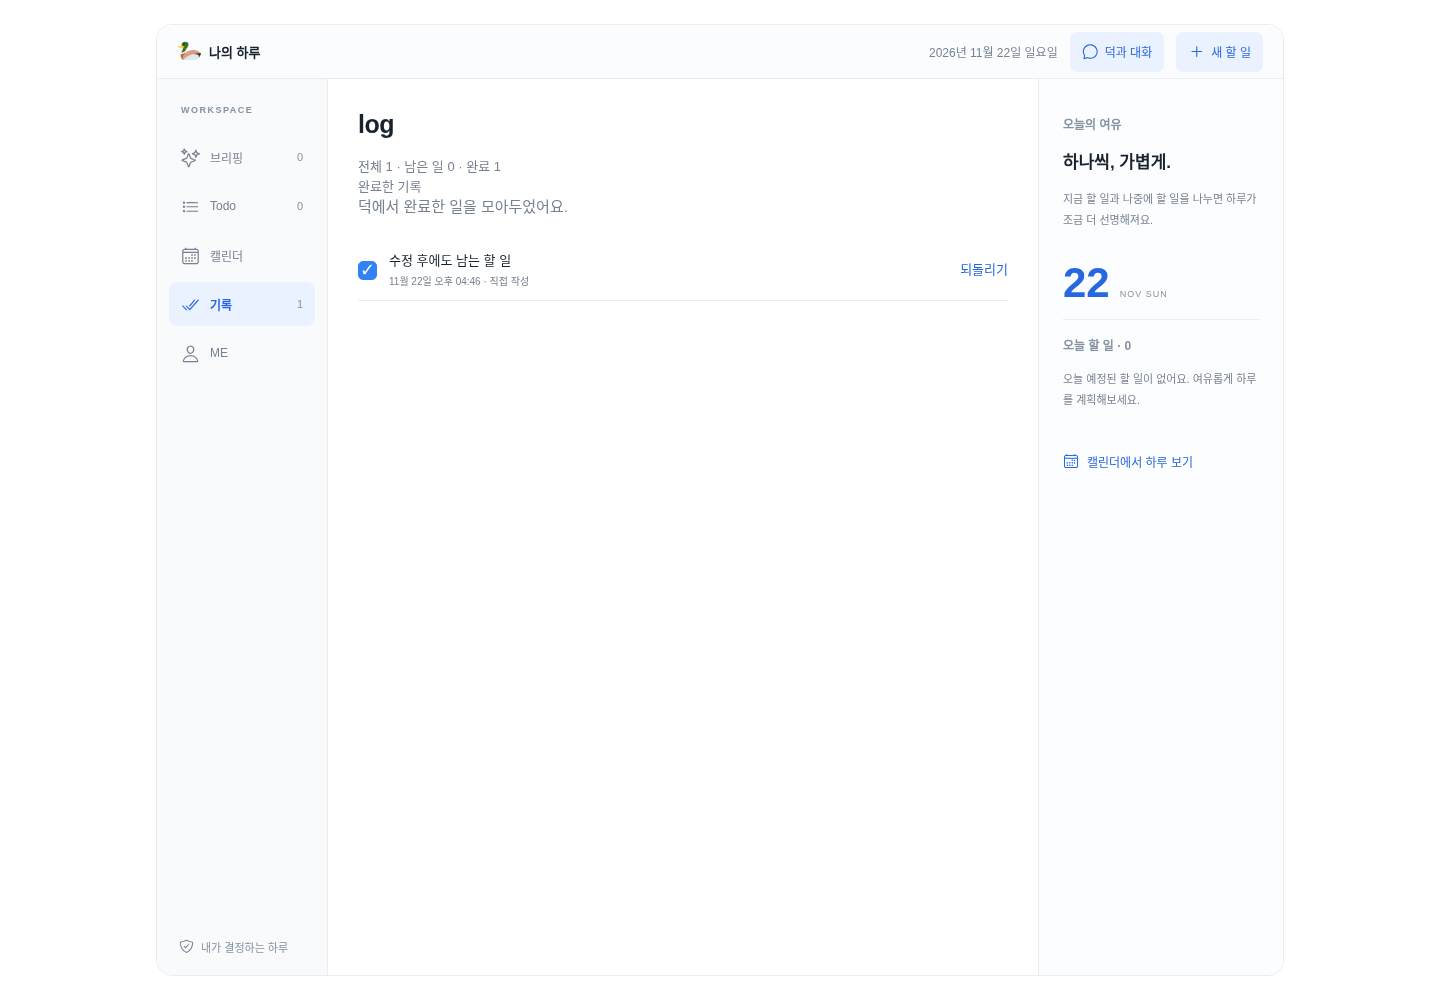 나의 하루
2026년 11월 22일 일요일
덕과 대화
새 할 일
WORKSPACE
브리핑 0
Todo 0
캘린더
기록 1
ME
내가 결정하는 하루
log
전체 1 · 남은 일 0 · 완료 1
완료한 기록
덕에서 완료한 일을 모아두었어요.
수정 후에도 남는 할 일
11월 22일 오후 04:46 · 직접 작성
되돌리기
오늘의 여유
하나씩, 가볍게.
지금 할 일과 나중에 할 일을 나누면 하루가
조금 더 선명해져요.
22 NOV SUN
오늘 할 일 · 0
오늘 예정된 할 일이 없어요. 여유롭게 하루
를 계획해보세요.
캘린더에서 하루 보기